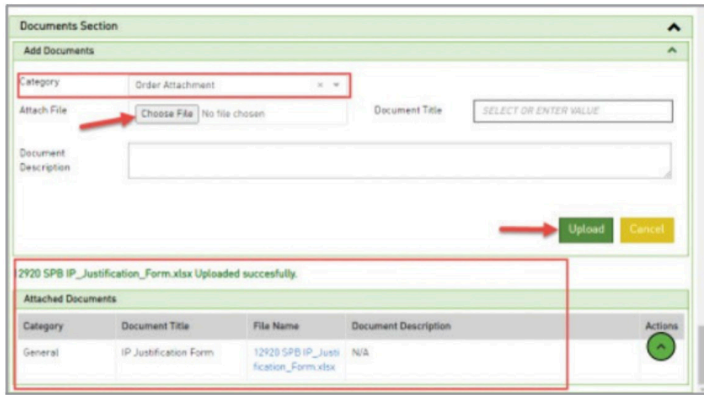 Documents Section
Add Documents
Category
Order Attachment
Attach File
Choose File No file chosen
Document Title
SELECT OR ENTER VALUE
Document
Description
Upload
Cancel
12920 SPB IP_Justification_Form.xlsx Uploaded succesfully.
Attached Documents
Category Document Title File Name Document Description Actions
General IP Justification Form 12920 SPB IP_Justi N/A
fication_Form.xlsx